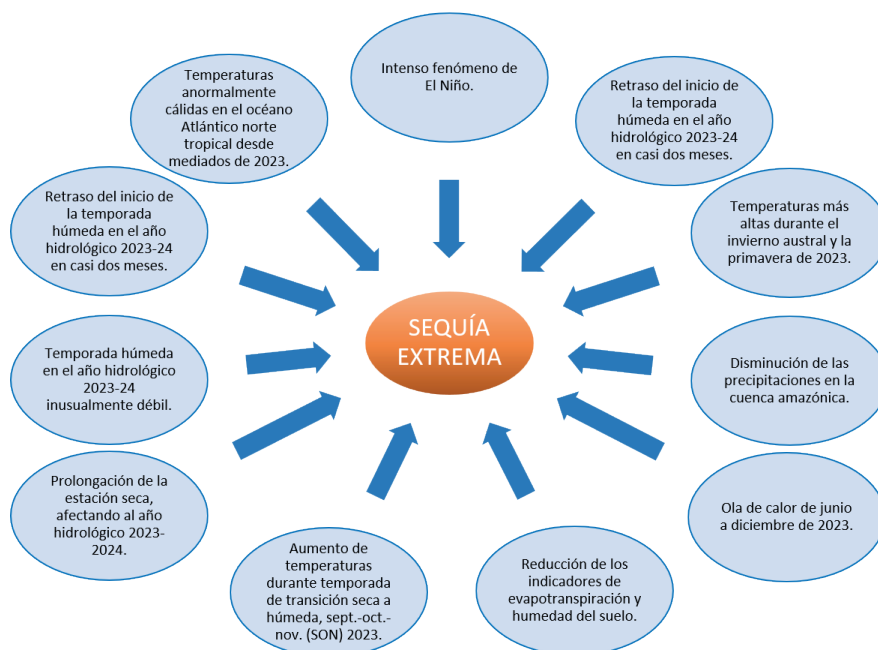 Intenso fenómeno de
El Niño.
Temperaturas
anormalmente
cálidas en el océano
Atlántico norte
tropical desde
mediados de 2023.
Retraso del inicio de
la temporada
húmeda en el año
hidrológico 2023-24
en casi dos meses.
Retraso del inicio de
la temporada
húmeda en el año
hidrológico 2023-24
en casi dos meses.
Temperaturas más
altas durante el
invierno austral y la
primavera de 2023.
SEQUÍA
EXTREMA
Temporada húmeda
en el año hidrológico
2023-24
inusualmente débil.
Disminución de las
precipitaciones en la
cuenca amazónica.
Prolongación de la
estación seca,
afectando al año
hidrológico 2023-
2024.
Ola de calor de junio
a diciembre de 2023.
Aumento de
temperaturas
durante temporada
de transición seca a
húmeda, sept.-oct.-
nov. (SON) 2023.
Reducción de los
indicadores de
evapotranspiración y
humedad del suelo.